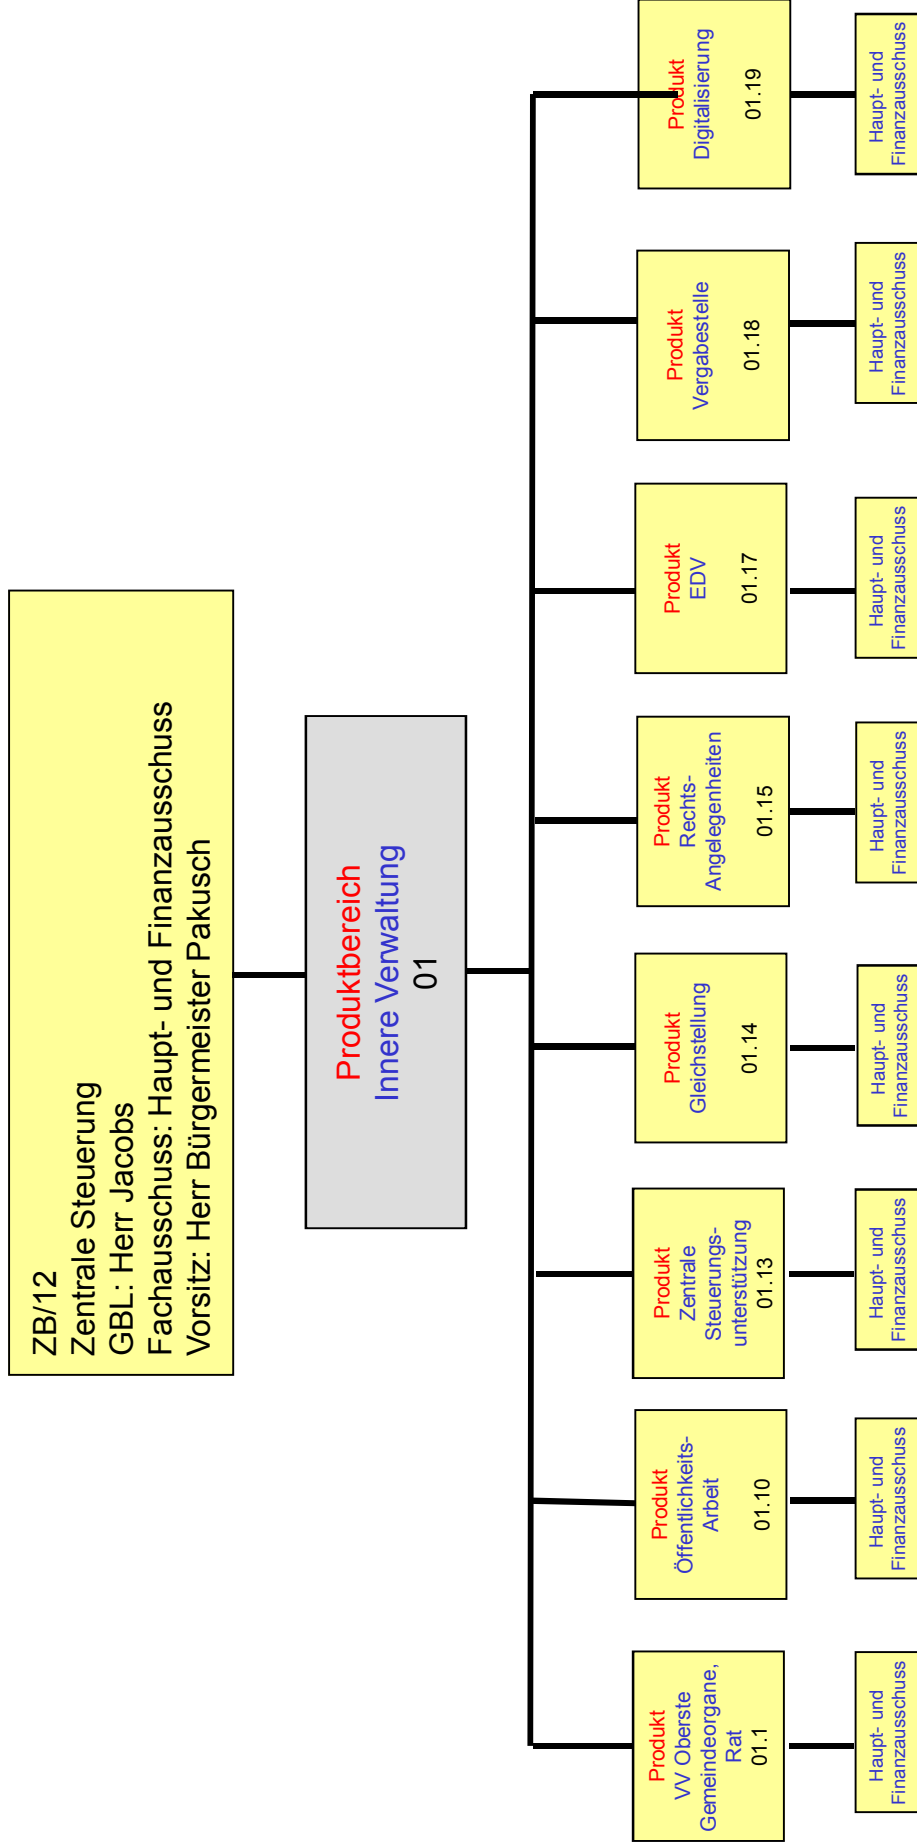 ZB/12
Zentrale Steuerung
GBL: Herr Jacobs
Fachausschuss: Haupt- und Finanzausschuss
Vorsitz: Herr Bürgermeister Pakusch
Produktbereich
Innere Verwaltung
01
Produkt
VV Oberste
Gemeindeorgane,
Rat
01.1
Produkt
Öffentlichkeits-
Arbeit
01.10
Produkt
Zentrale
Steuerungs-
unterstützung
01.13
Produkt
Gleichstellung
01.14
Produkt
Rechts-
Angelegenheiten
01.15
Produkt
EDV
01.17
Produkt
Vergabestelle
01.18
Produkt
Digitalisierung
01.19
Haupt- und
Finanzausschuss
Haupt- und
Finanzausschuss
Haupt- und
Finanzausschuss
Haupt- und
Finanzausschuss
Haupt- und
Finanzausschuss
Haupt- und
Finanzausschuss
Haupt- und
Finanzausschuss
Haupt- und
Finanzausschuss